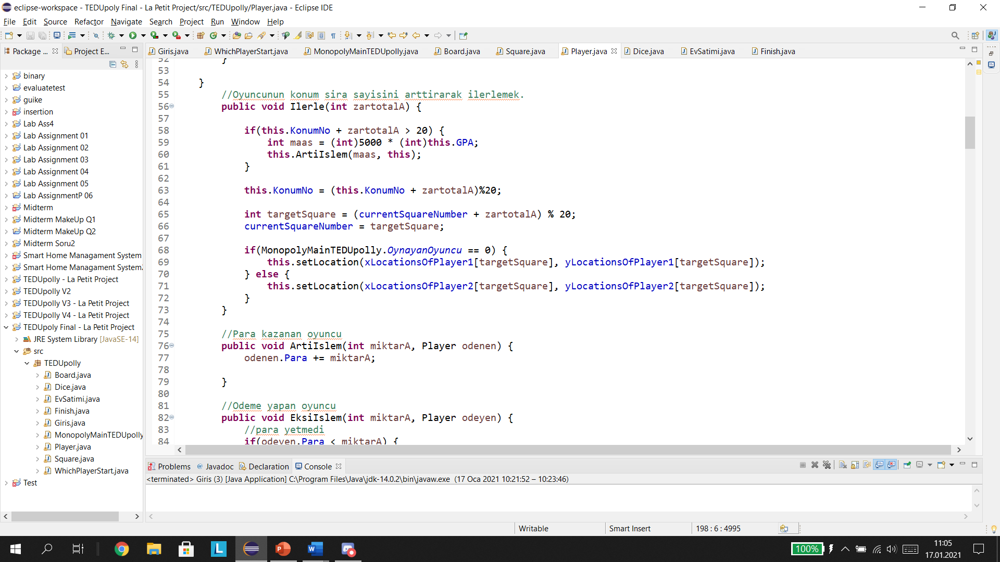 eclipse-workspace - TEDUpoly Final - La Petit Project/src/TEDUpolly/Player.java - Eclipse IDE
File Edit Source Refactor Navigate Search Project Run Window Help
Package ... Project E...
Giris.java WhichPlayerStart.java MonopolyMainTEDUpolly.java Board.java Square.java Player.java Dice.java EvSatimi.java Finish.java
binary
evaluatetest
guike
insertion
Lab Ass4
Lab Assignment 01
Lab Assignment 02
Lab Assignment 03
Lab Assignment 04
Lab Assignment 05
Lab AssignmentP 06
Midterm
Midterm MakeUp Q1
Midterm MakeUp Q2
Midterm Soru2
Smart Home Managament System
Smart Home Managament System2
TEDUpolly - La Petit Project
TEDUpolly V2
TEDUpolly V3 - La Petit Project
TEDUpolly V4 - La Petit Project
TEDUpoly Final - La Petit Project
JRE System Library [JavaSE-14]
src
TEDUpolly
Board.java
Dice.java
EvSatimi.java
Finish.java
Giris.java
MonopolyMainTEDUpolly
Player.java
Square.java
WhichPlayerStart.java
Test
52 }
53
54 }
55 //Oyuncunun konum sira sayisini arttirarak ilerlemek.
56 public void Ilerle(int zartotalA) {
57
58 if(this.KonumNo + zartotalA > 20) {
59 int maas = (int)5000 * (int)this.GPA;
60 this.ArtiIslem(maas, this);
61 }
62
63 this.KonumNo = (this.KonumNo + zartotalA)%20;
64
65 int targetSquare = (currentSquareNumber + zartotalA) % 20;
66 currentSquareNumber = targetSquare;
67
68 if(MonopolyMainTEDUpolly.OynayanOyuncu == 0) {
69 this.setLocation(xLocationsOfPlayer1[targetSquare], yLocationsOfPlayer1[targetSquare]);
70 } else {
71 this.setLocation(xLocationsOfPlayer2[targetSquare], yLocationsOfPlayer2[targetSquare]);
72 }
73 }
74
75 //Para kazanan oyuncu
76 public void ArtiIslem(int miktarA, Player odenen) {
77 odenen.Para += miktarA;
78
79 }
80
81 //Odeme yapan oyuncu
82 public void EksiIslem(int miktarA, Player odeyen) {
83 //para yetmedi
84 if(odeyen.Para < miktarA) {
Problems Javadoc Declaration Console
<terminated> Giris (3) [Java Application] C:\Program Files\Java\jdk-14.0.2\bin\javaw.exe (17 Oca 2021 10:21:52 – 10:23:46)
Writable Smart Insert 198 : 6 : 4995
100%
11:05
17.01.2021